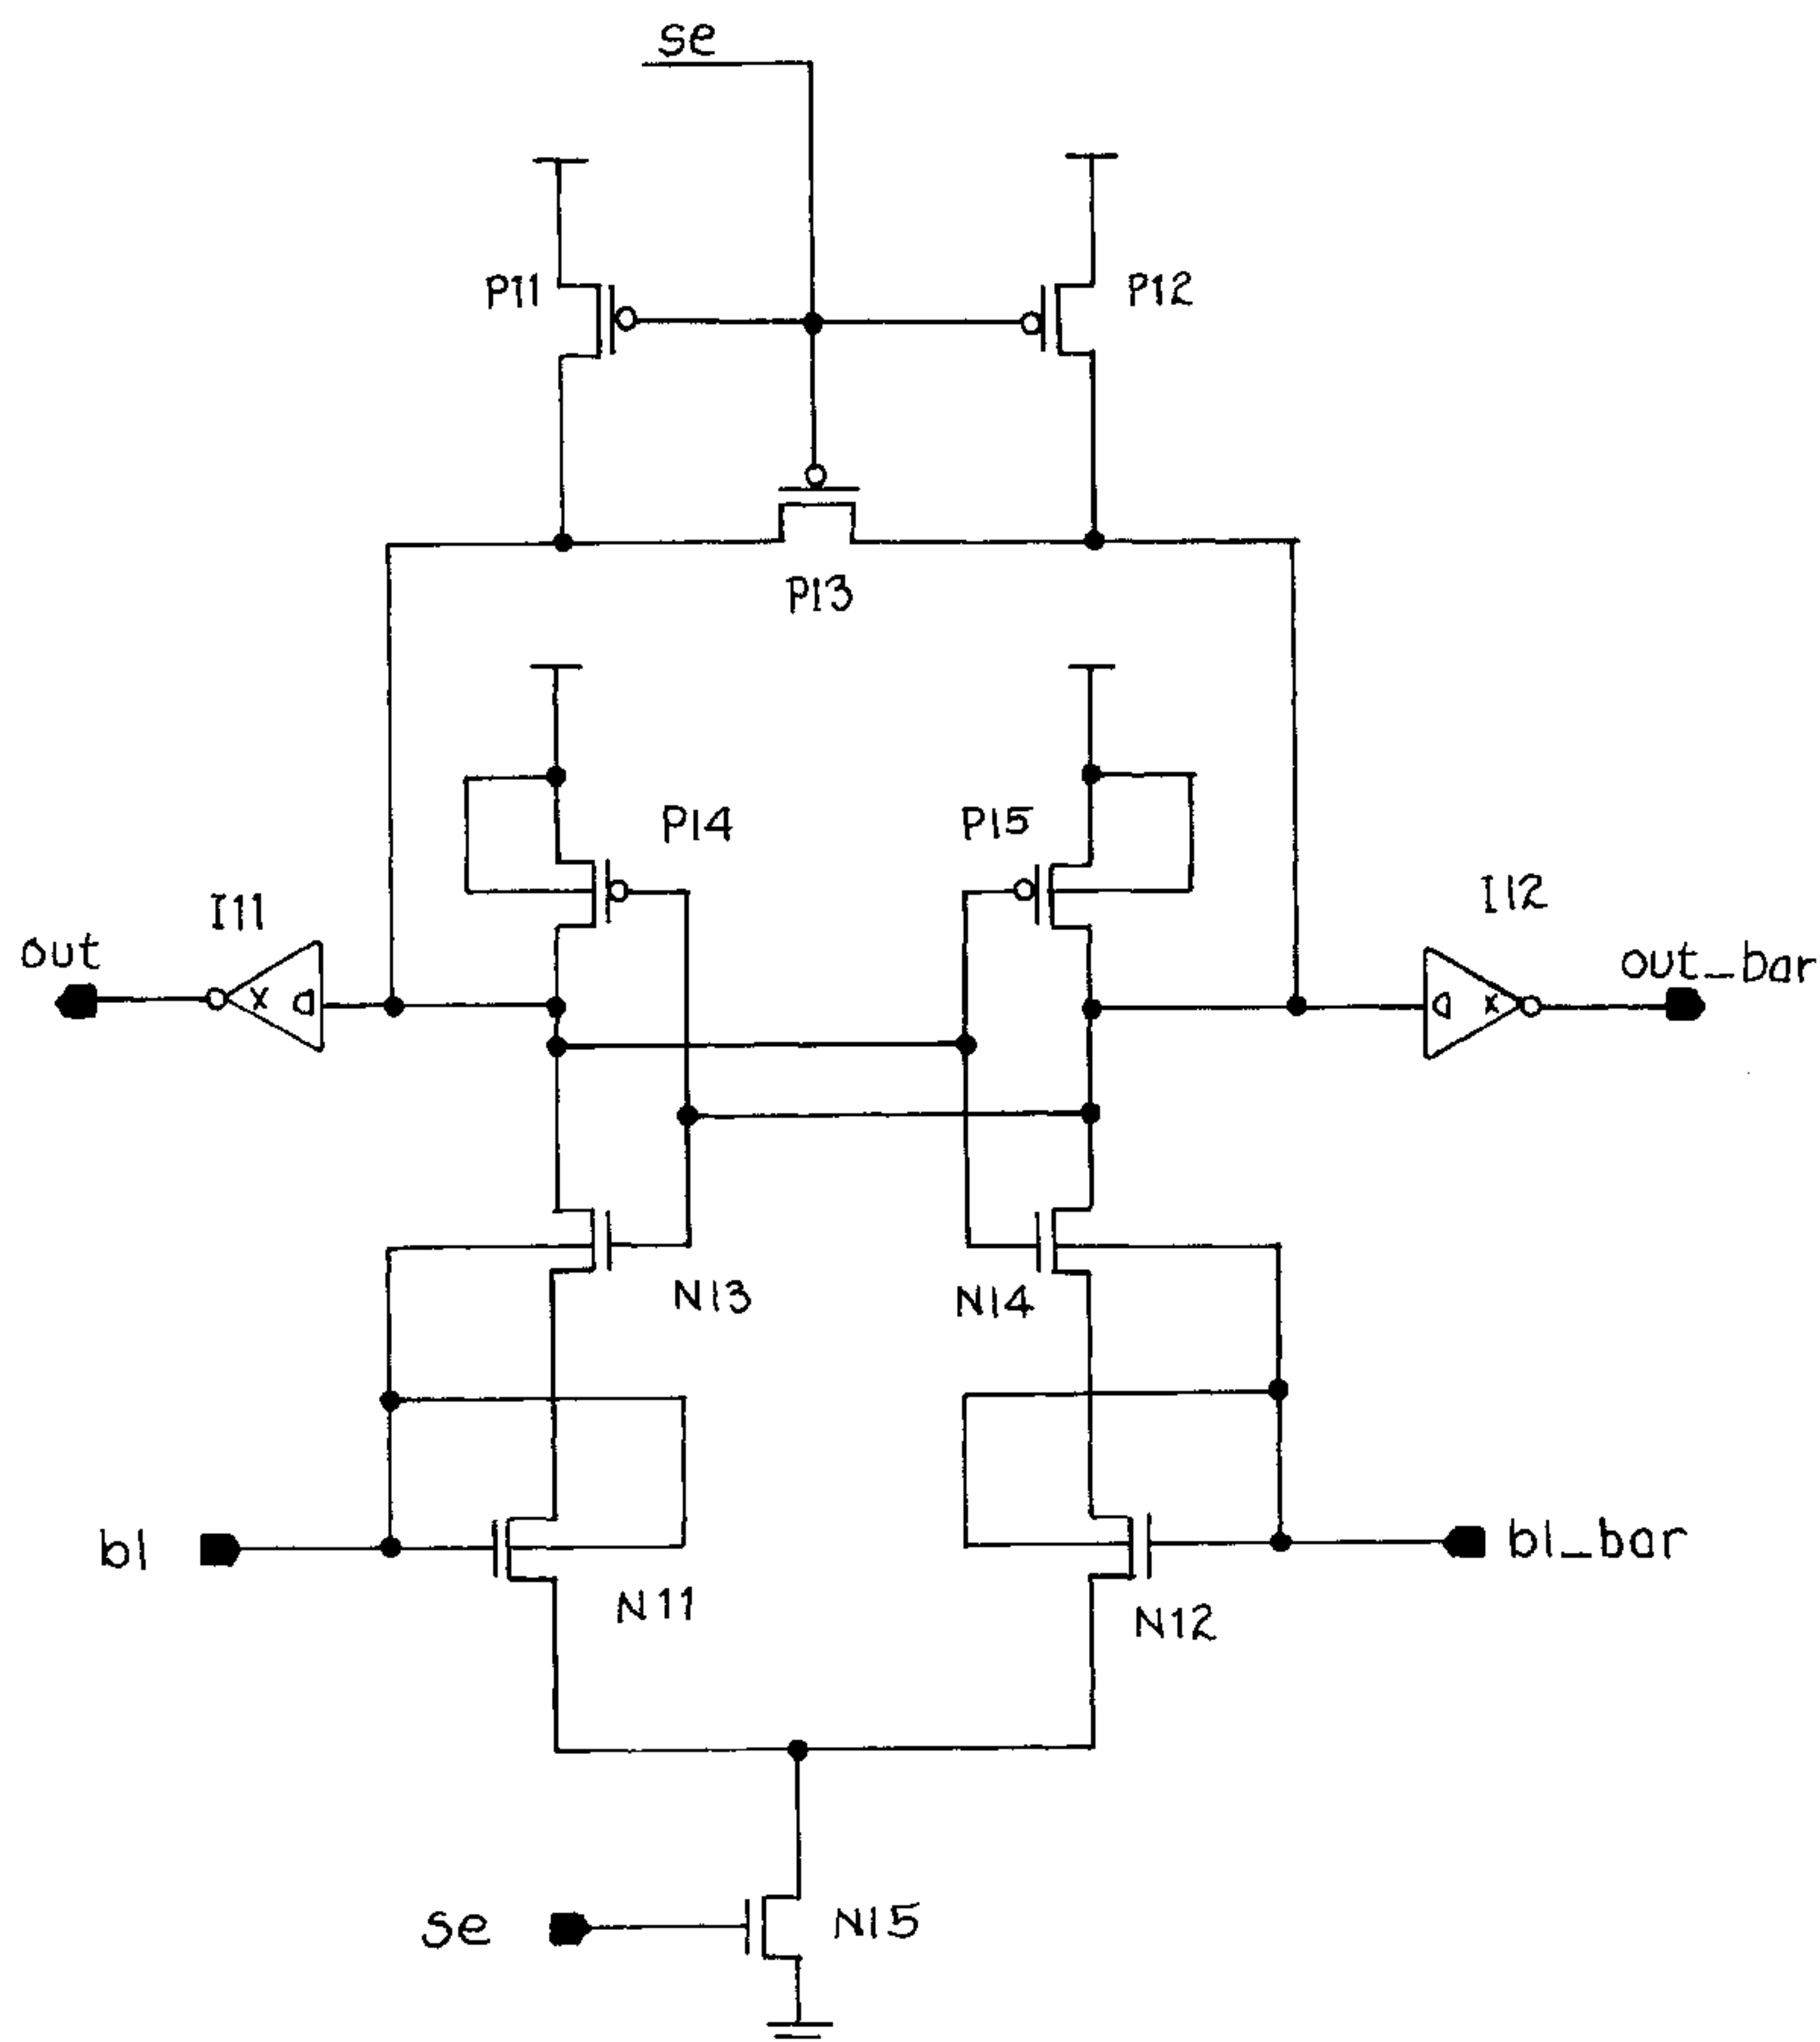 se
P11
P12
P13
P14
P15
I11
I12
out
out_bar
x
a
a
x
N13
N14
bl
bl_bar
N11
N12
se
N15